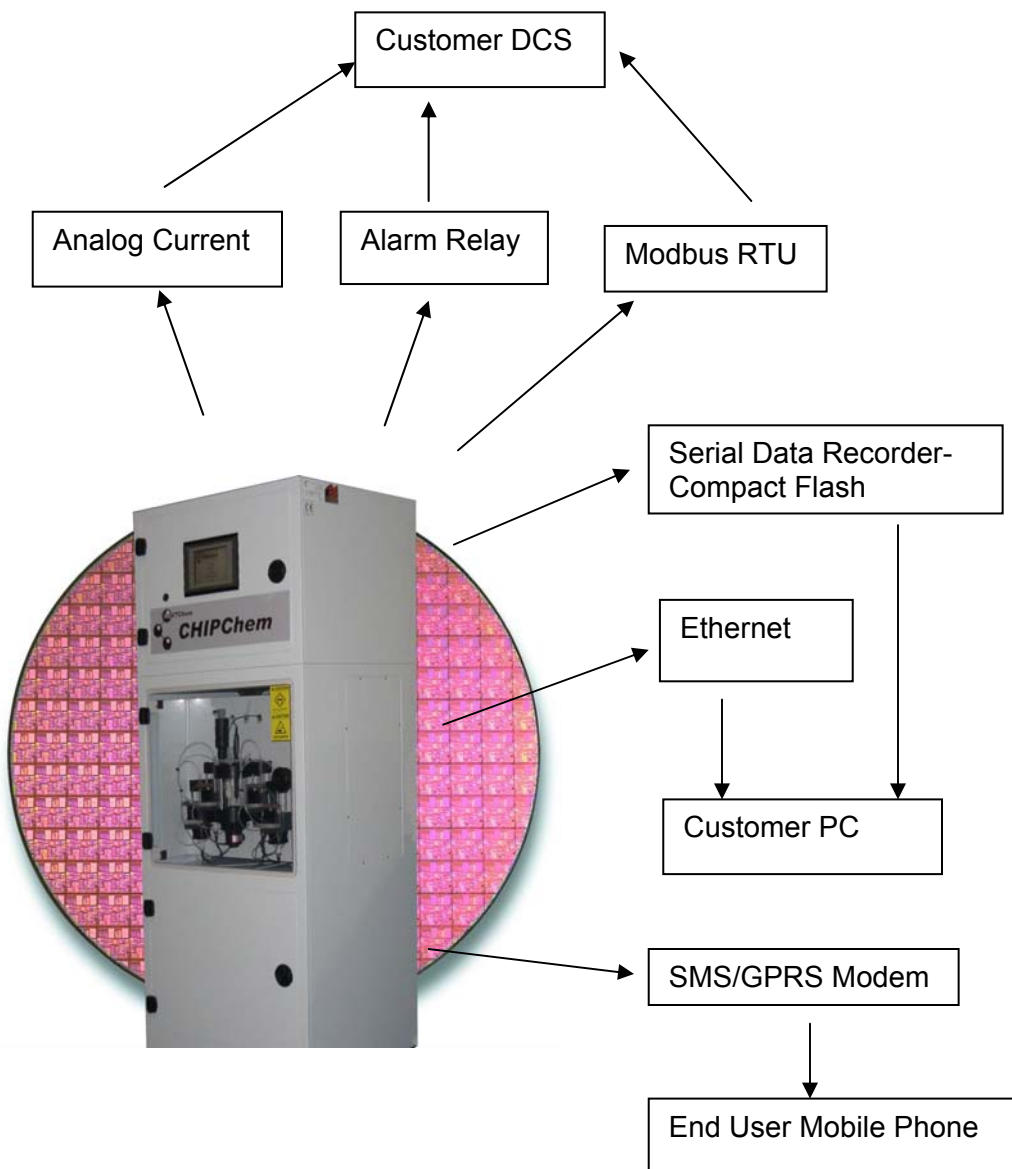 Customer DCS
Analog Current
Alarm Relay
Modbus RTU
Serial Data Recorder-
Compact Flash
CHIPChem
Ethernet
Customer PC
SMS/GPRS Modem
End User Mobile Phone